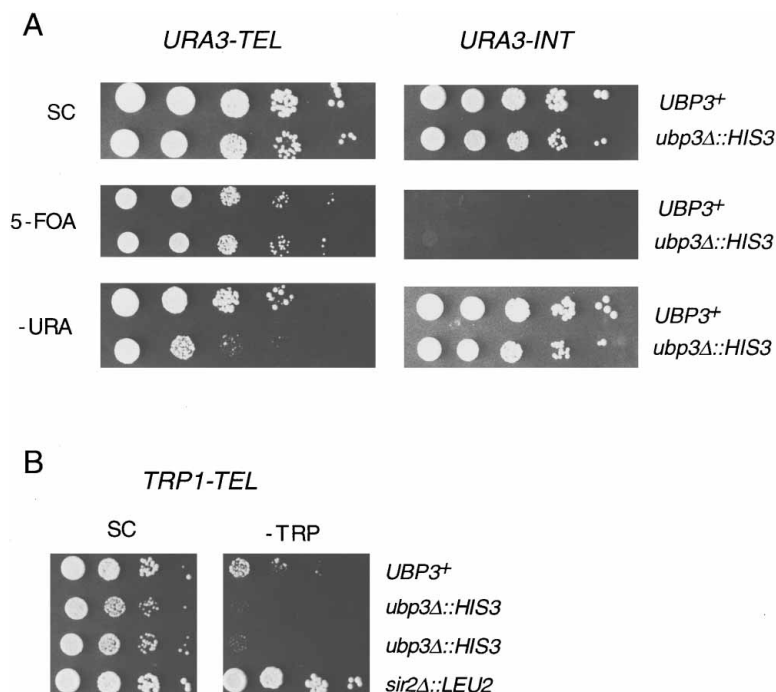 A
URA3-TEL URA3-INT
SC UBP3+
ubp3Δ::HIS3
5-FOA UBP3+
ubp3Δ::HIS3
-URA UBP3+
ubp3Δ::HIS3
B
TRP1-TEL
SC -TRP
UBP3+
ubp3Δ::HIS3
ubp3Δ::HIS3
sir2Δ::LEU2